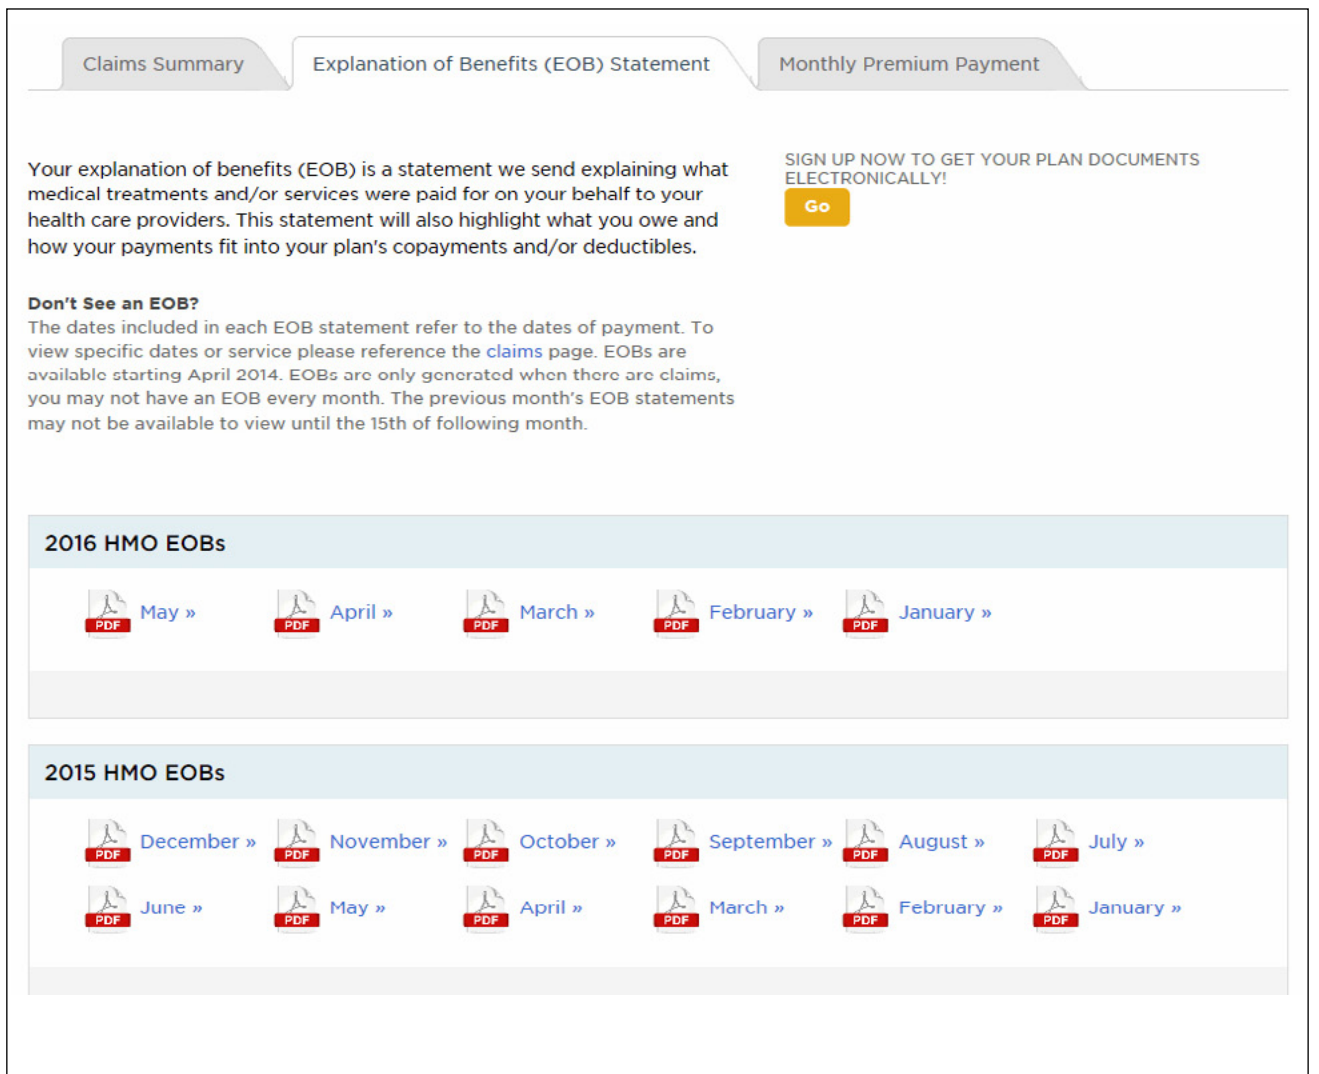 Claims Summary
Explanation of Benefits (EOB) Statement
Monthly Premium Payment
Your explanation of benefits (EOB) is a statement we send explaining what
medical treatments and/or services were paid for on your behalf to your
health care providers. This statement will also highlight what you owe and
how your payments fit into your plan's copayments and/or deductibles.
SIGN UP NOW TO GET YOUR PLAN DOCUMENTS
ELECTRONICALLY!
Go
Don't See an EOB?
The dates included in each EOB statement refer to the dates of payment. To
view specific dates or service please reference the claims page. EOBs are
available starting April 2014. EOBs are only generated when there are claims,
you may not have an EOB every month. The previous month's EOB statements
may not be available to view until the 15th of following month.
2016 HMO EOBs
PDF May » PDF April » PDF March » PDF February » PDF January »
2015 HMO EOBs
PDF December » PDF November » PDF October » PDF September » PDF August » PDF July »
PDF June » PDF May » PDF April » PDF March » PDF February » PDF January »